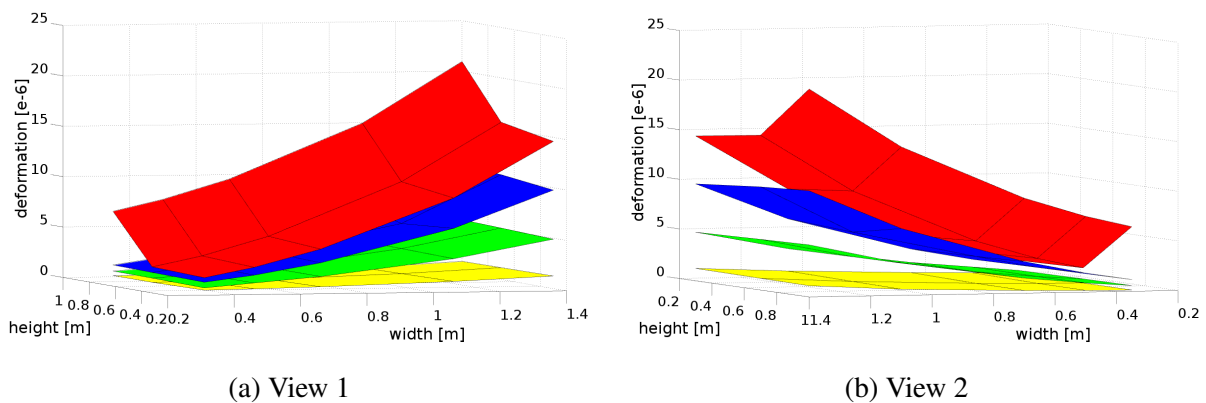 25
20
15
10
5
0
deformation [e-6]
1 0.8 0.6 0.4 0.2
height [m]
0.2 0.4 0.6 0.8 1 1.2 1.4
width [m]
(a) View 1
25
20
15
10
5
0
deformation [e-6]
0.2 0.4 0.6 0.8 1
height [m]
1.4 1.2 1 0.8 0.6 0.4 0.2
width [m]
(b) View 2